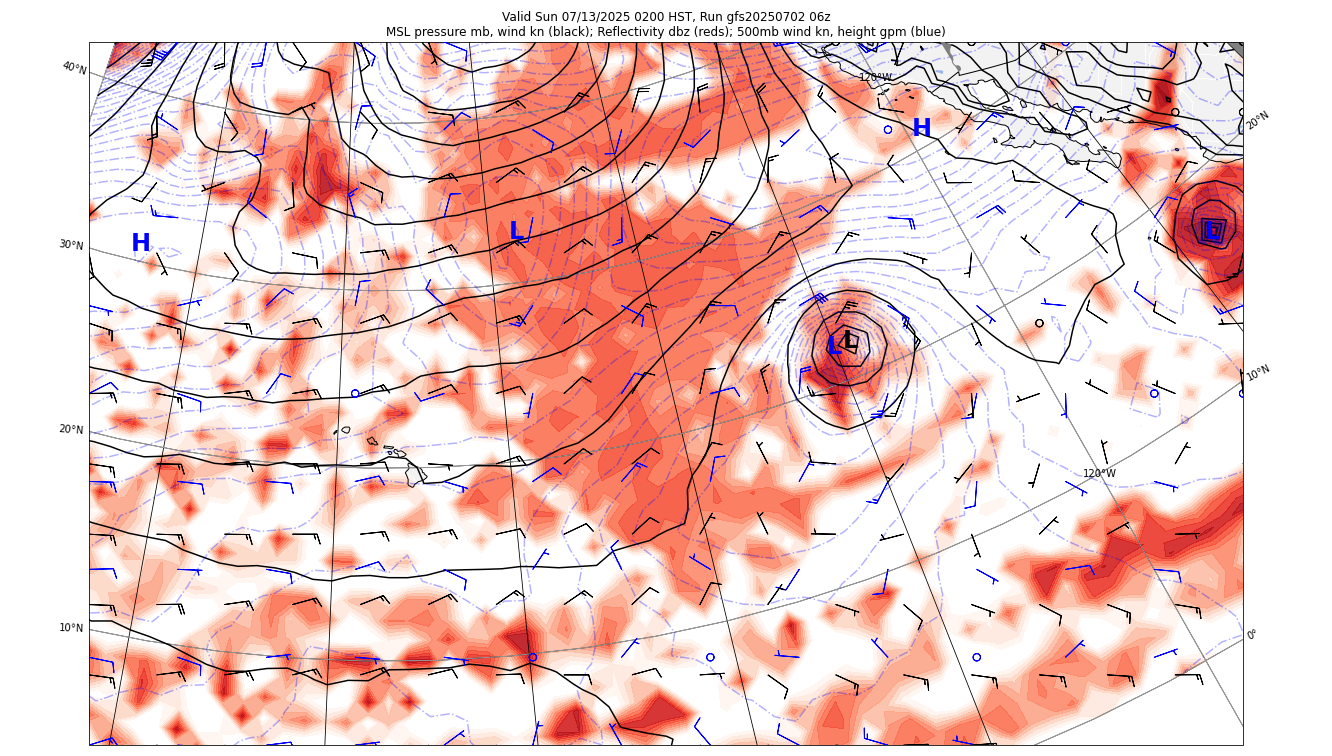 Valid Sun 07/13/2025 0200 HST, Run gfs20250702 06z
MSL pressure mb, wind kn (black); Reflectivity dbz (reds); 500mb wind kn, height gpm (blue)
40°N
120°W
20°N
H
H
L
30°N
L
L
L
10°N
20°N
120°W
10°N
0°